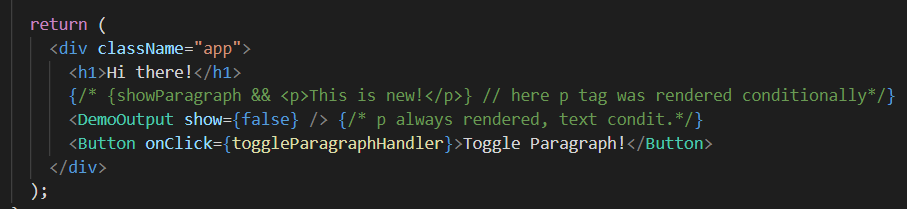 return (
<div className="app">
<h1>Hi there!</h1>
{/* {showParagraph && <p>This is new!</p>} // here p tag was rendered conditionally*/}
<DemoOutput show={false} /> {/* p always rendered, text condit.*/}
<Button onClick={toggleParagraphHandler}>Toggle Paragraph!</Button>
</div>
);